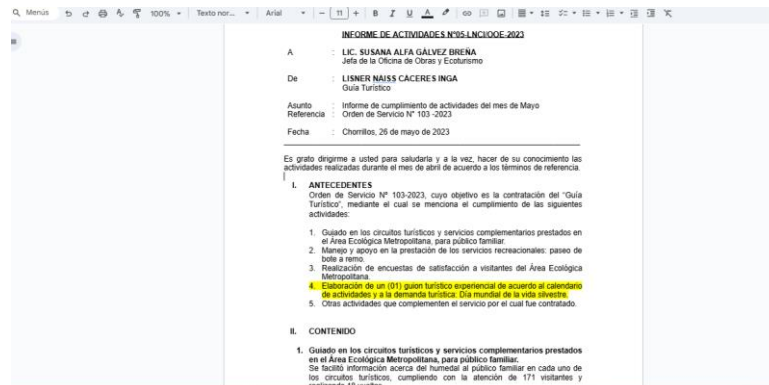 Menús 100% Texto nor... Arial 11 B I U A
INFORME DE ACTIVIDADES N°05-LNCI/OOE-2023
A : LIC. SUSANA ALFA GÁLVEZ BREÑA
Jefa de la Oficina de Obras y Ecoturismo
De : LISNER NAISS CÁCERES INGA
Guía Turístico
Asunto : Informe de cumplimiento de actividades del mes de Mayo
Referencia : Orden de Servicio N° 103 -2023
Fecha : Chorrillos, 26 de mayo de 2023
Es grato dirigirme a usted para saludarla y a la vez, hacer de su conocimiento las
actividades realizadas durante el mes de abril de acuerdo a los términos de referencia.
I. ANTECEDENTES
Orden de Servicio N° 103-2023, cuyo objetivo es la contratación del “Guía
Turístico”, mediante el cual se menciona el cumplimiento de las siguientes
actividades:
1. Guiado en los circuitos turísticos y servicios complementarios prestados en
el Área Ecológica Metropolitana, para público familiar.
2. Manejo y apoyo en la prestación de los servicios recreacionales: paseo de
bote a remo.
3. Realización de encuestas de satisfacción a visitantes del Área Ecológica
Metropolitana.
4. Elaboración de un (01) guion turístico experiencial de acuerdo al calendario
de actividades y a la demanda turística: Día mundial de la vida silvestre.
5. Otras actividades que complementen el servicio por el cual fue contratado.
II. CONTENIDO
1. Guiado en los circuitos turísticos y servicios complementarios prestados
en el Área Ecológica Metropolitana, para público familiar.
Se facilitó información acerca del humedal al público familiar en cada uno de
los circuitos turísticos, cumpliendo con la atención de 171 visitantes y